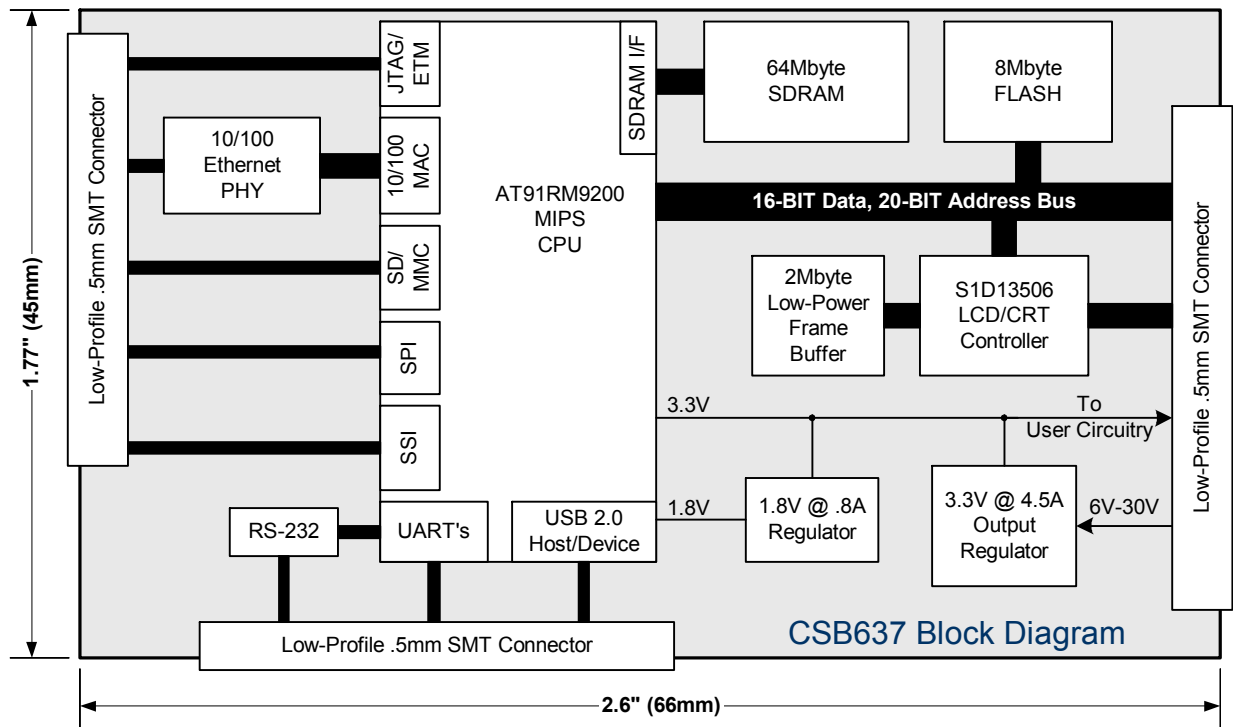 Low-Profile .5mm SMT Connector
JTAG/
ETM
10/100
Ethernet
PHY
10/100
MAC
SD/
MMC
SPI
SSI
RS-232
UART's
USB 2.0
Host/Device
AT91RM9200
MIPS
CPU
SDRAM I/F
64Mbyte
SDRAM
8Mbyte
FLASH
16-BIT Data, 20-BIT Address Bus
2Mbyte
Low-Power
Frame
Buffer
S1D13506
LCD/CRT
Controller
3.3V
To
User Circuitry
1.8V
1.8V @ .8A
Regulator
3.3V @ 4.5A
Output
Regulator
6V-30V
Low-Profile .5mm SMT Connector
Low-Profile .5mm SMT Connector
CSB637 Block Diagram
1.77" (45mm)
2.6" (66mm)